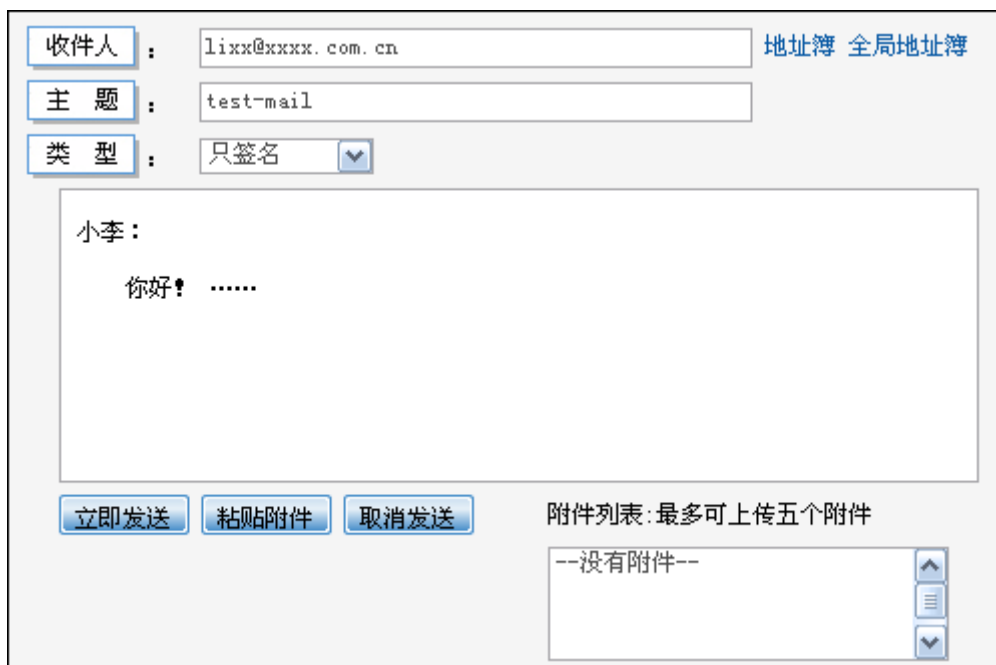 收件人： lixx@xxxx.com.cn 地址簿 全局地址簿
主 题： test-mail
类 型： 只签名
小李：
你好！ ······
立即发送 粘贴附件 取消发送 附件列表:最多可上传五个附件
--没有附件--